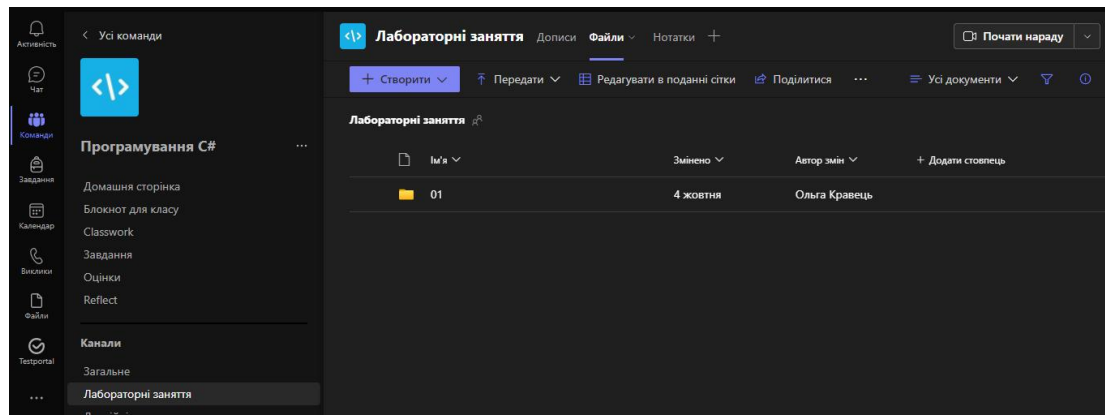 Активність
Чат
Команди
Завдання
Календар
Виклики
Файли
Testportal
Усі команди
Програмування C#
Домашня сторінка
Блокнот для класу
Classwork
Завдання
Оцінки
Reflect
Канали
Загальне
Лабораторні заняття
Лабораторні заняття Дописи Файли Нотатки Почати нараду
Створити Передати Редагувати в поданні сітки Поділитися ... Усі документи
Лабораторні заняття
Ім'я Змінено Автор змін + Додати стовпець
01 4 жовтня Ольга Кравець